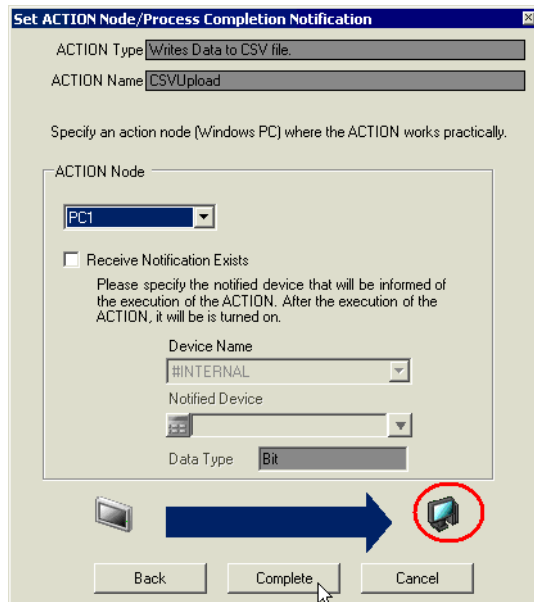 Set ACTION Node/Process Completion Notification
ACTION Type Writes Data to CSV file.
ACTION Name CSVUpload
Specify an action node (Windows PC) where the ACTION works practically.
ACTION Node
PC1
Receive Notification Exists
Please specify the notified device that will be informed of
the execution of the ACTION. After the execution of the
ACTION, it will be is turned on.
Device Name
#INTERNAL
Notified Device
Data Type Bit
Back Complete Cancel